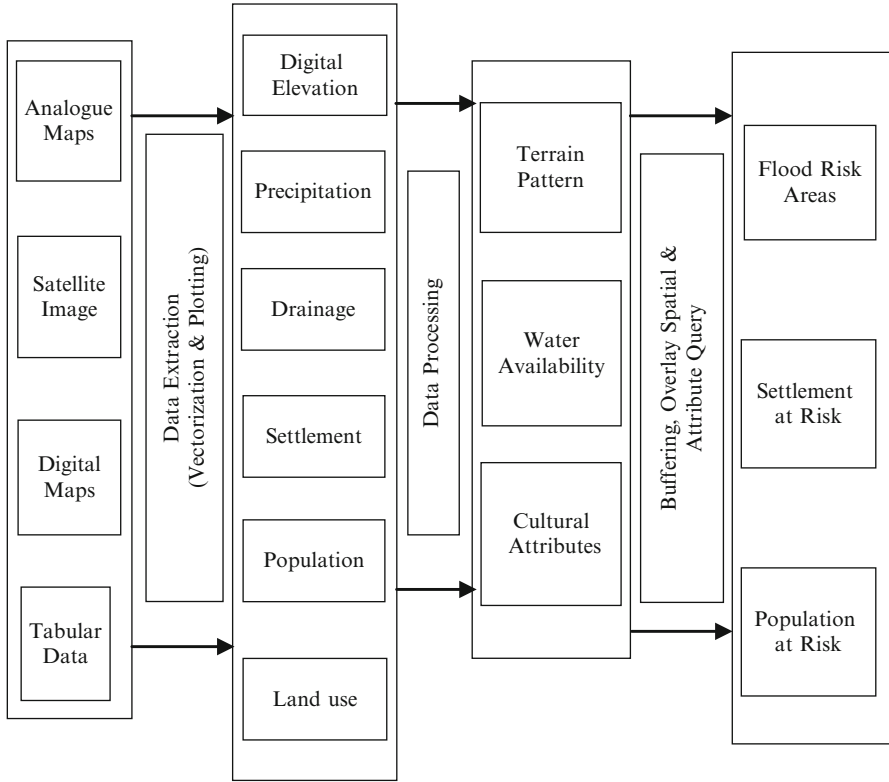 Analogue
Maps
Satellite
Image
Digital
Maps
Tabular
Data
Data Extraction
(Vectorization & Plotting)
Digital
Elevation
Precipitation
Drainage
Settlement
Population
Land use
Data Processing
Terrain
Pattern
Water
Availability
Cultural
Attributes
Buffering, Overlay Spatial &
Attribute Query
Flood Risk
Areas
Settlement
at Risk
Population
at Risk